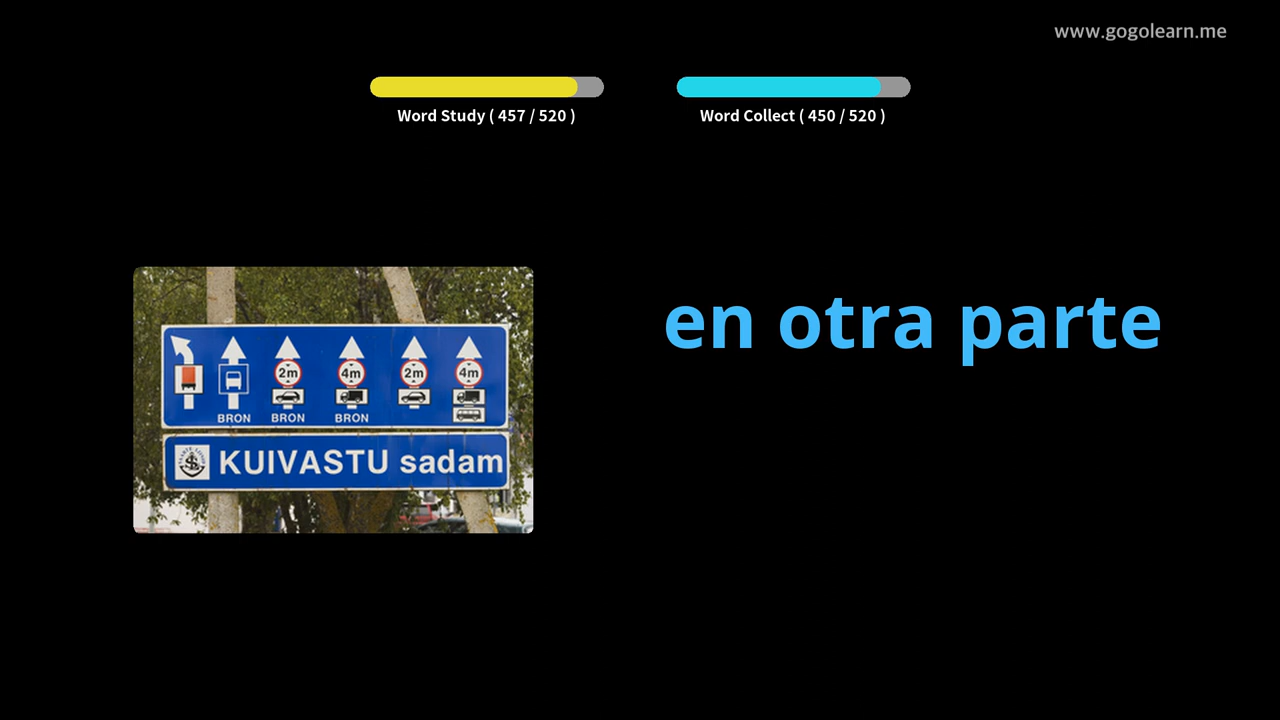 www.gogolearn.me
Word Study ( 457 / 520 )
Word Collect ( 450 / 520 )
en otra parte
2m
4m
2m
4m
BRON
BRON
BRON
KUIVASTU sadam